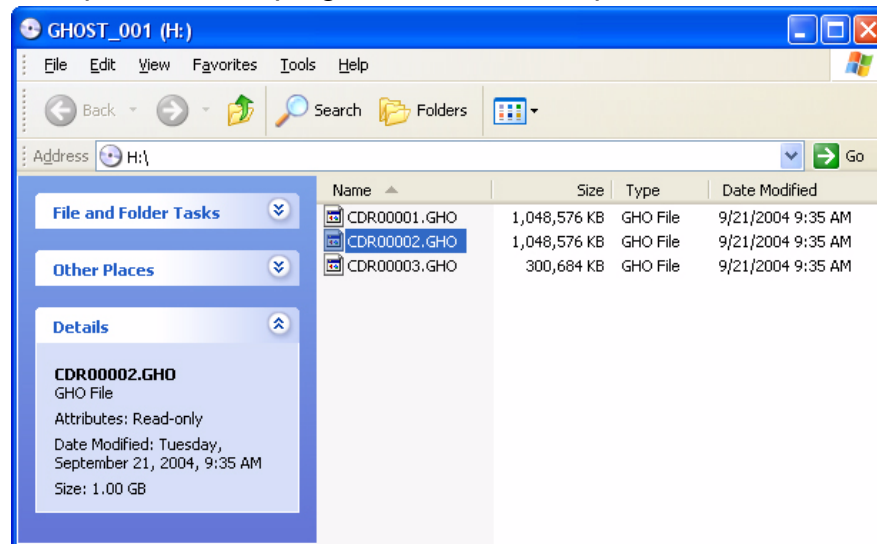 GHOST_001 (H:)
File Edit View Favorites Tools Help
Back Search Folders
Address H:\ Go
File and Folder Tasks
Other Places
Details
CDR00002.GHO
GHO File
Attributes: Read-only
Date Modified: Tuesday,
September 21, 2004, 9:35 AM
Size: 1.00 GB
Name Size Type Date Modified
CDR00001.GHO 1,048,576 KB GHO File 9/21/2004 9:35 AM
CDR00002.GHO 1,048,576 KB GHO File 9/21/2004 9:35 AM
CDR00003.GHO 300,684 KB GHO File 9/21/2004 9:35 AM